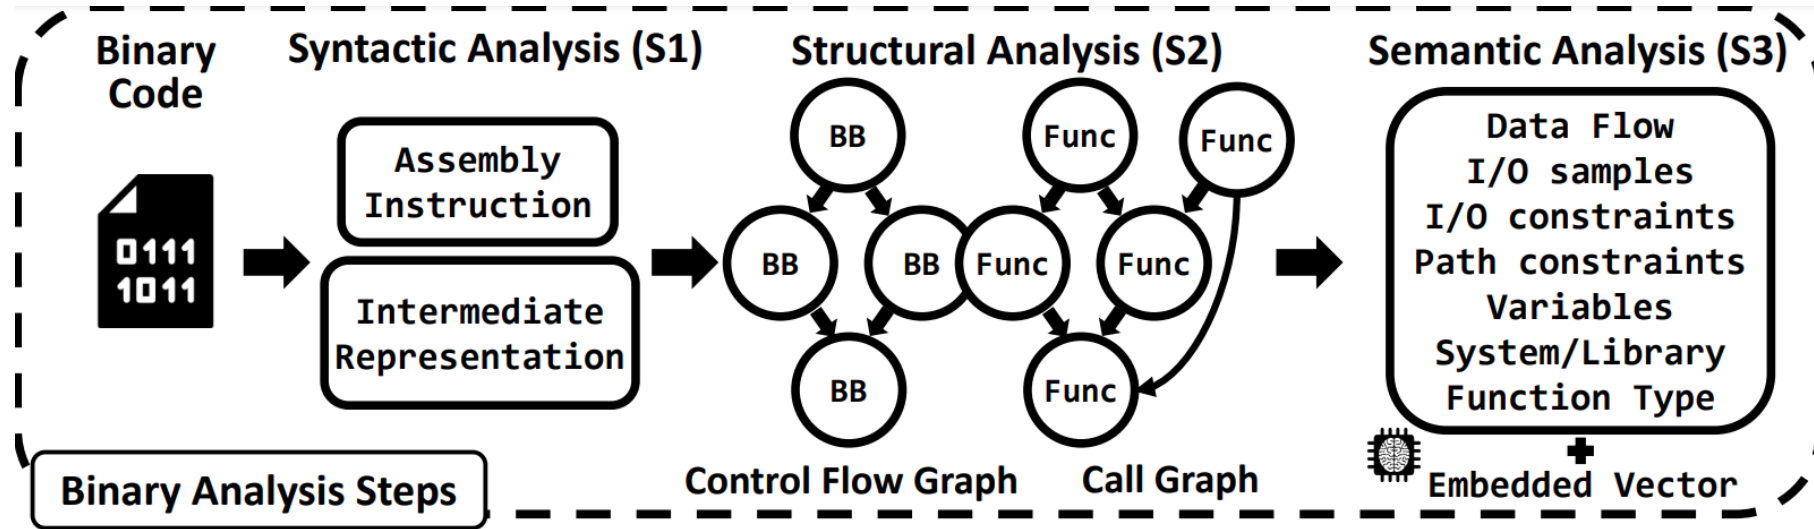 Binary
Code
0111
1011
Syntactic Analysis (S1)
Assembly
Instruction
Intermediate
Representation
Structural Analysis (S2)
BB
BB
BB
BB
Control Flow Graph
Func
Func
Func
Func
Func
Call Graph
Semantic Analysis (S3)
Data Flow
I/O samples
I/O constraints
Path constraints
Variables
System/Library
Function Type
+
Embedded Vector
Binary Analysis Steps